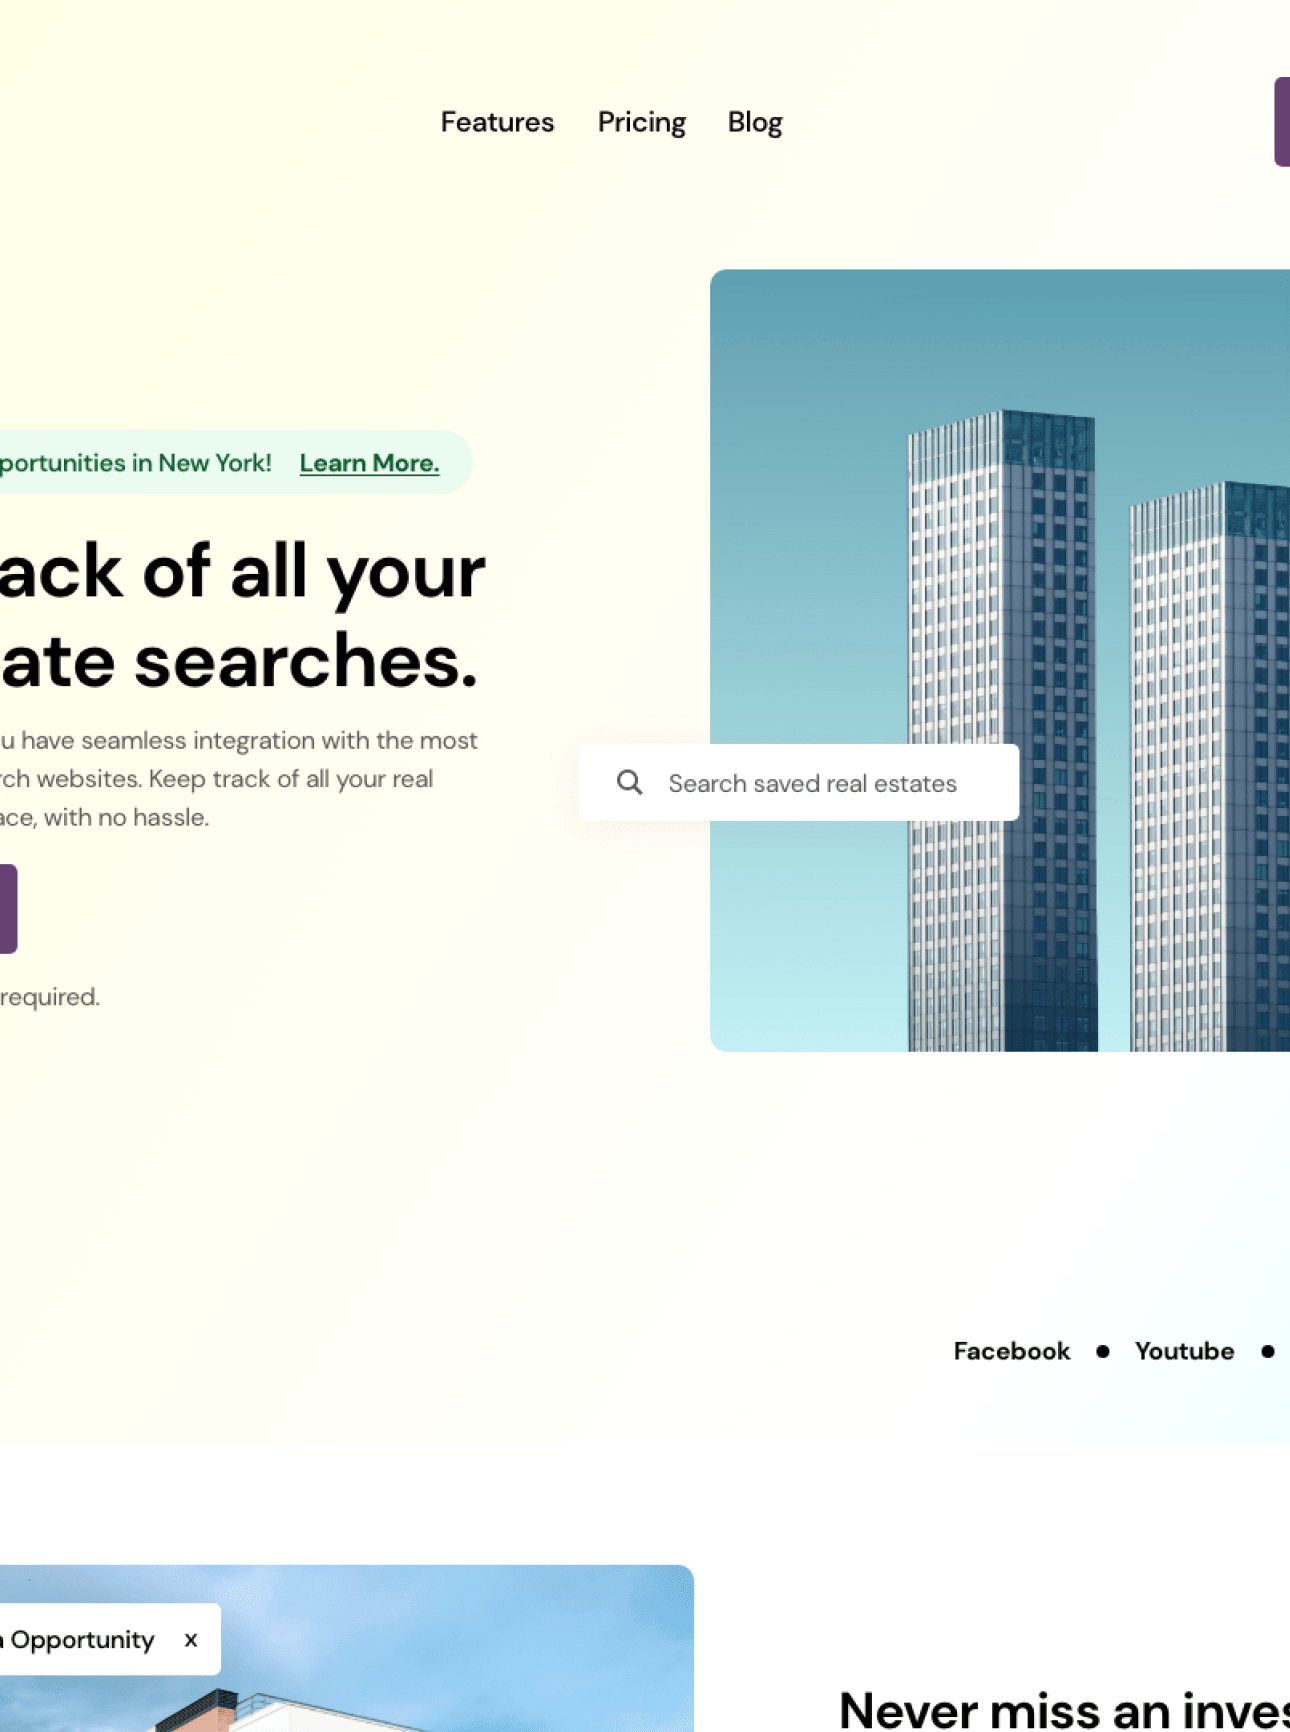 Features Pricing Blog
portunities in New York! Learn More.
ack of all your
ate searches.
u have seamless integration with the most
rch websites. Keep track of all your real
ace, with no hassle.
required.
Search saved real estates
Facebook • Youtube •
a Opportunity x
Never miss an inves